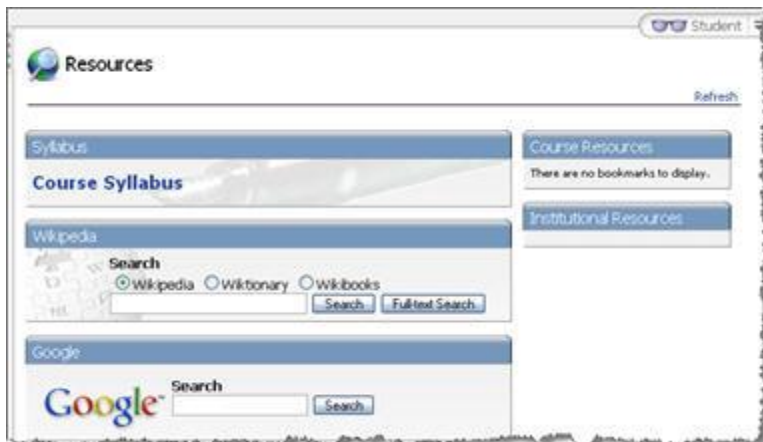 Student
Resources
Refresh
Syllabus
Course Syllabus
Wikipedia
Search
Wikipedia Wiktionary Wikibooks
Search Full-text Search
Google
Google™ Search
Search
Course Resources
There are no bookmarks to display.
Institutional Resources